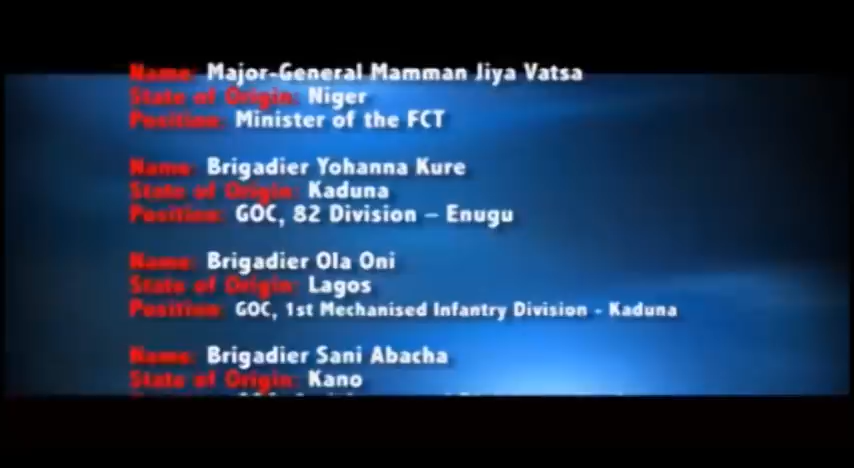 Name: Major-General Mamman Jiya Vatsa
State of Origin: Niger
Position: Minister of the FCT
Name: Brigadier Yohanna Kure
State of Origin: Kaduna
Position: GOC, 82 Division – Enugu
Name: Brigadier Ola Oni
State of Origin: Lagos
Position: GOC, 1st Mechanised Infantry Division - Kaduna
Name: Brigadier Sani Abacha
State of Origin: Kano